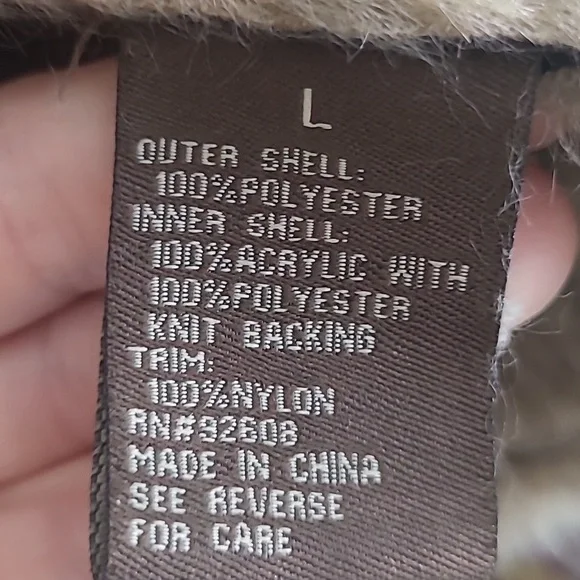 L
OUTER SHELL:
100%POLYESTER
INNER SHELL:
100%ACRYLIC WITH
100%POLYESTER
KNIT BACKING
TRIM:
100%NYLON
RN#92608
MADE IN CHINA
SEE REVERSE
FOR CARE